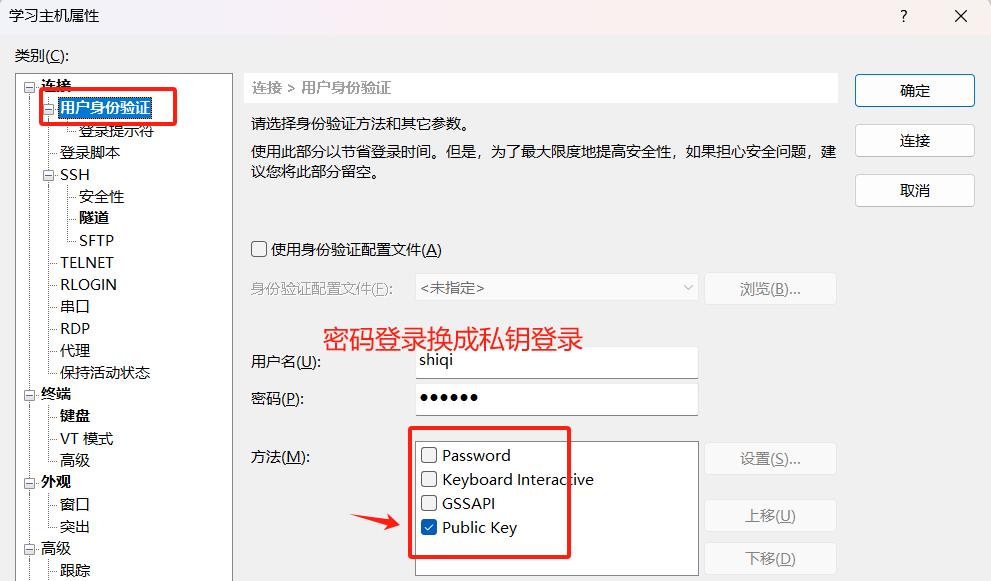 学习主机属性
?
类别(C):
连接
用户身份验证
登录提示符
登录脚本
SSH
安全性
隧道
SFTP
TELNET
RLOGIN
串口
RDP
代理
保持活动状态
终端
键盘
VT 模式
高级
外观
窗口
突出
高级
跟踪
连接 > 用户身份验证
请选择身份验证方法和其它参数。
使用此部分以节省登录时间。但是，为了最大限度地提高安全性，如果担心安全问题，建
议您将此部分留空。
使用身份验证配置文件(A)
身份验证配置文件(F):
<未指定>
浏览(B)...
密码登录换成私钥登录
用户名(U):
shiqi
密码(P):
●●●●●●
方法(M):
Password
Keyboard Interactive
GSSAPI
Public Key
设置(S)...
上移(U)
下移(D)
确定
连接
取消